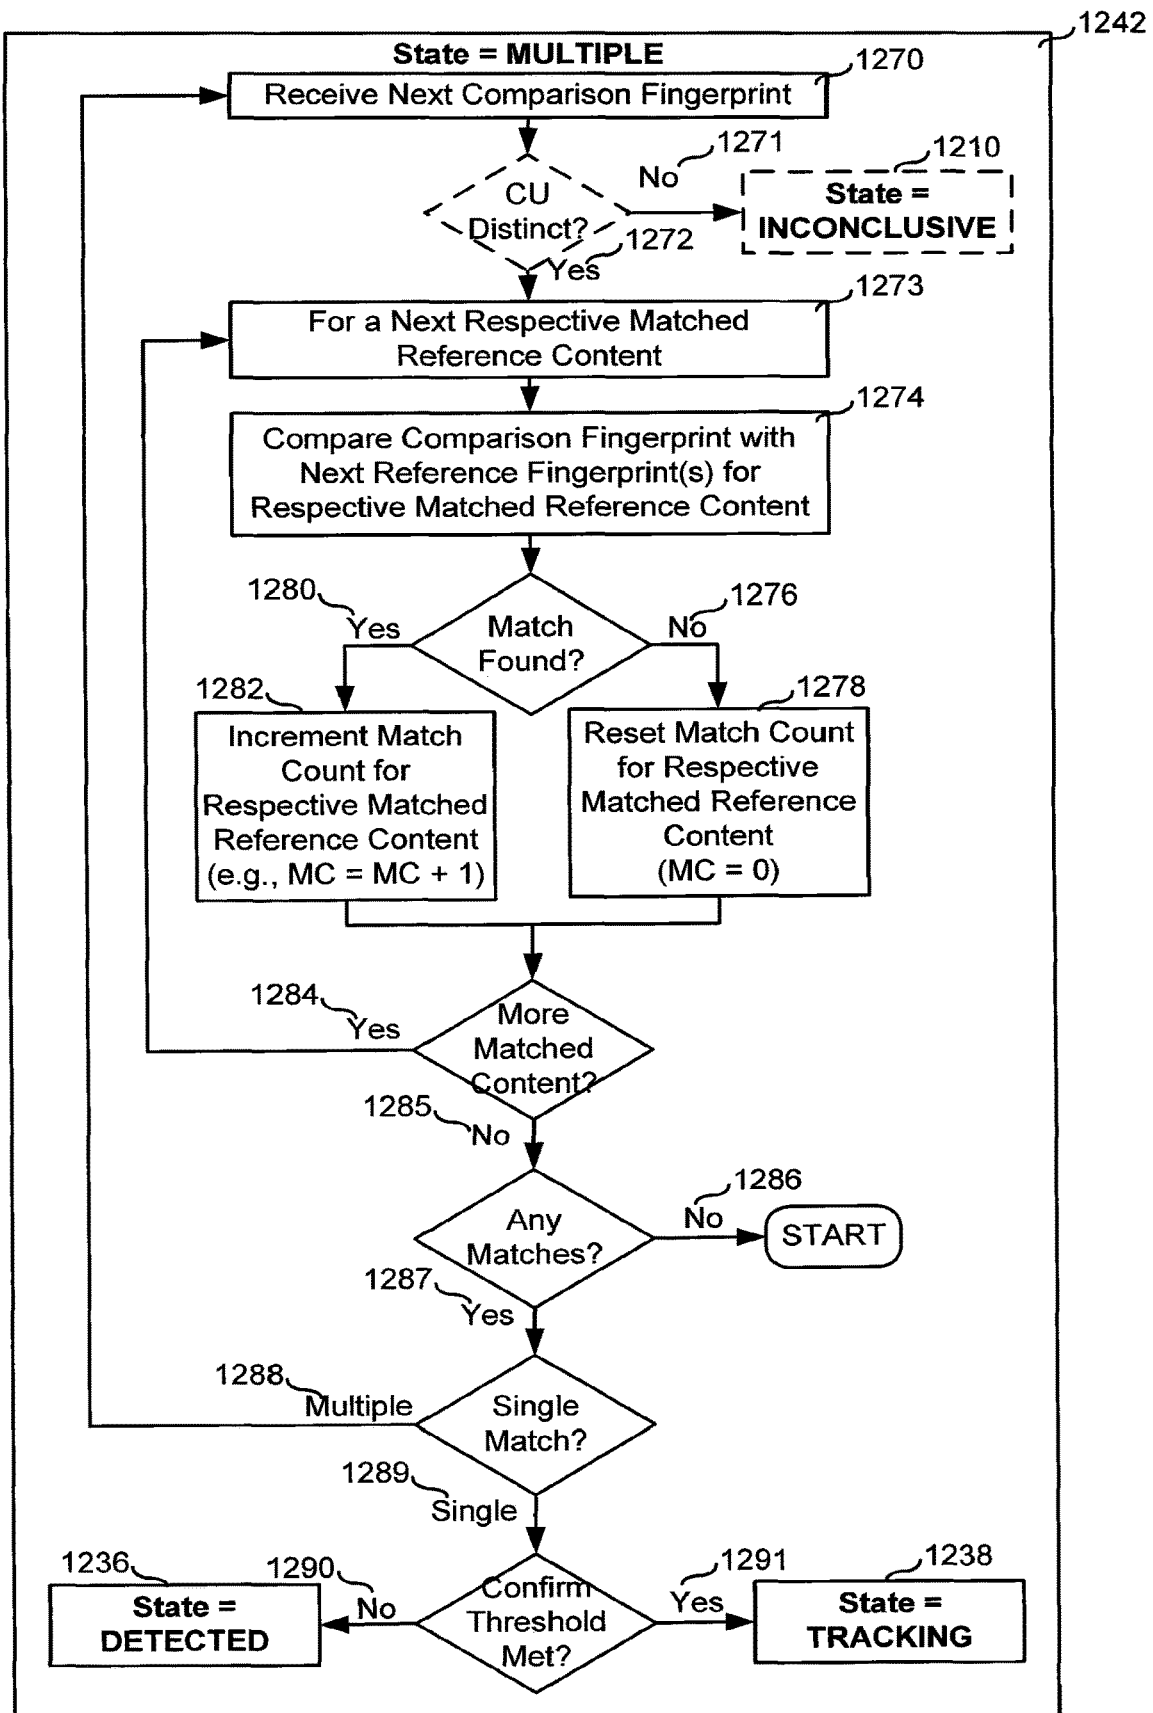 1242
State = MULTIPLE
1270
Receive Next Comparison Fingerprint
1271
No
1210
CU
Distinct?
State =
INCONCLUSIVE
1272
Yes
1273
For a Next Respective Matched
Reference Content
1274
Compare Comparison Fingerprint with
Next Reference Fingerprint(s) for
Respective Matched Reference Content
1280
Yes
1276
No
Match
Found?
1282
Increment Match
Count for
Respective Matched
Reference Content
(e.g., MC = MC + 1)
1278
Reset Match Count
for Respective
Matched Reference
Content
(MC = 0)
1284
Yes
More
Matched
Content?
1285
No
1286
No
Any
Matches?
START
1287
Yes
1288
Multiple
Single
Match?
1289
Single
1236
State =
DETECTED
1290
No
Confirm
Threshold
Met?
1291
Yes
1238
State =
TRACKING